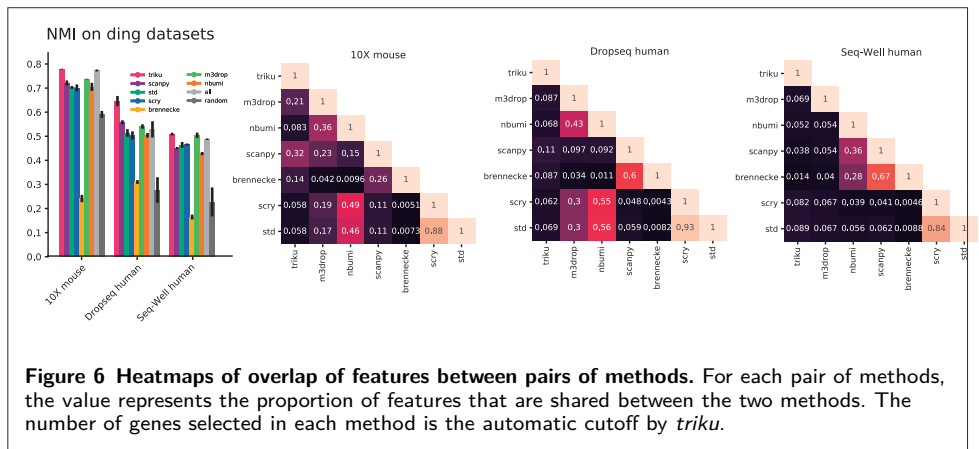 NMI on ding datasets
0.8
0.7
0.6
0.5
0.4
0.3
0.2
0.1
0.0
triku
scanpy
std
scry
brennecke
m3drop
nbumi
all
random
10X mouse
Dropseq human
Seq-Well human
10X mouse
triku 1
m3drop 0,21 1
nbumi 0,083 0,36 1
scanpy 0,32 0,23 0,15 1
brennecke 0,14 0,042 0,0096 0,26 1
scry 0,058 0,19 0,49 0,11 0,0051 1
std 0,058 0,17 0,46 0,11 0,0073 0,88 1
triku m3drop nbumi scanpy brennecke scry std
Dropseq human
triku 1
m3drop 0,087 1
nbumi 0,068 0,43 1
scanpy 0,11 0,097 0,092 1
brennecke 0,087 0,034 0,011 0,6 1
scry 0,062 0,3 0,55 0,048 0,0043 1
std 0,069 0,3 0,56 0,059 0,0082 0,93 1
triku m3drop nbumi scanpy brennecke scry std
Seq-Well human
triku 1
m3drop 0,069 1
nbumi 0,052 0,054 1
scanpy 0,038 0,054 0,36 1
brennecke 0,014 0,04 0,28 0,67 1
scry 0,082 0,067 0,039 0,041 0,0046 1
std 0,089 0,067 0,056 0,062 0,0088 0,84 1
triku m3drop nbumi scanpy brennecke scry std
Figure 6 Heatmaps of overlap of features between pairs of methods. For each pair of methods,
the value represents the proportion of features that are shared between the two methods. The
number of genes selected in each method is the automatic cutoff by triku.